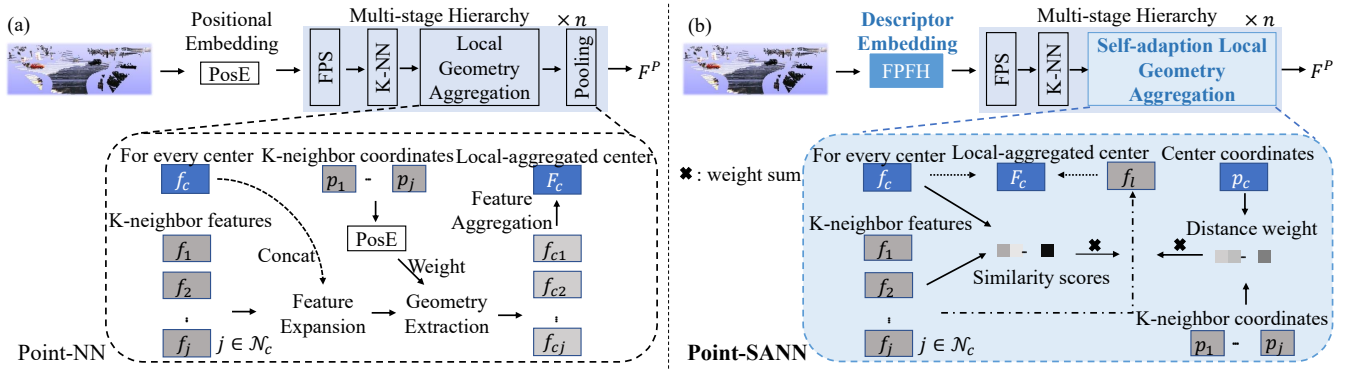 (a)
Positional
Embedding
PosE
Multi-stage Hierarchy
× n
FPS
K-NN
Local
Geometry
Aggregation
Pooling
F^P
For every center
K-neighbor coordinates
Local-aggregated center
f_c
p_1 - p_j
F_c
K-neighbor features
Feature
Aggregation
PosE
f_1
Concat
Weight
f_c1
f_2
f_c2
Feature
Expansion
Geometry
Extraction
⋮
⋮
f_j
j ∈ 𝒩_c
f_cj
Point-NN
(b)
Descriptor
Embedding
FPFH
Multi-stage Hierarchy
× n
FPS
K-NN
Self-adaption Local
Geometry
Aggregation
F^P
✖ : weight sum
For every center
Local-aggregated center
Center coordinates
f_c
F_c
f_l
p_c
K-neighbor features
f_1
Distance weight
-
-
Similarity scores
f_2
⋮
K-neighbor coordinates
f_j
j ∈ 𝒩_c
p_1 - p_j
Point-SANN